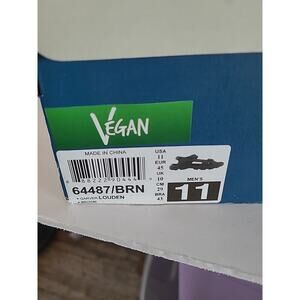 VEGAN
MADE IN CHINA
64487/BRN
GARVER LOUDEN
USA
11
EUR
45
UK
10
CM
29
BRA
43
MEN'S
11